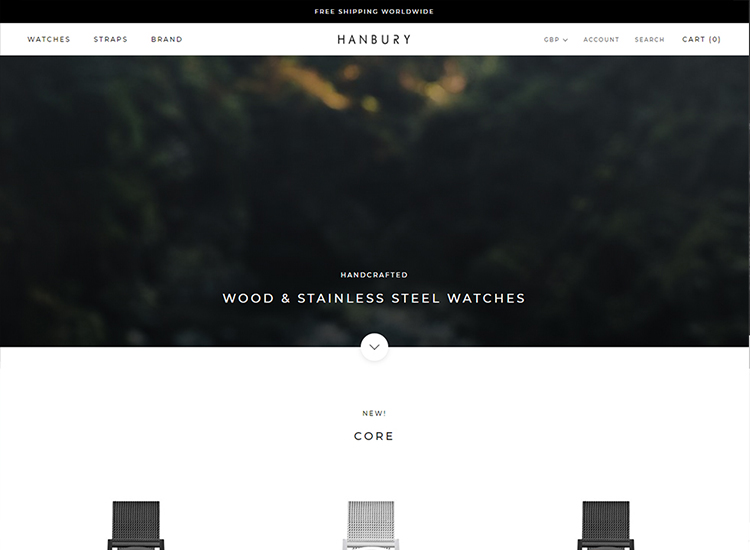 FREE SHIPPING WORLDWIDE
WATCHES STRAPS BRAND HANBURY GBP ACCOUNT SEARCH CART (0)
HANDCRAFTED
WOOD & STAINLESS STEEL WATCHES
NEW!
CORE